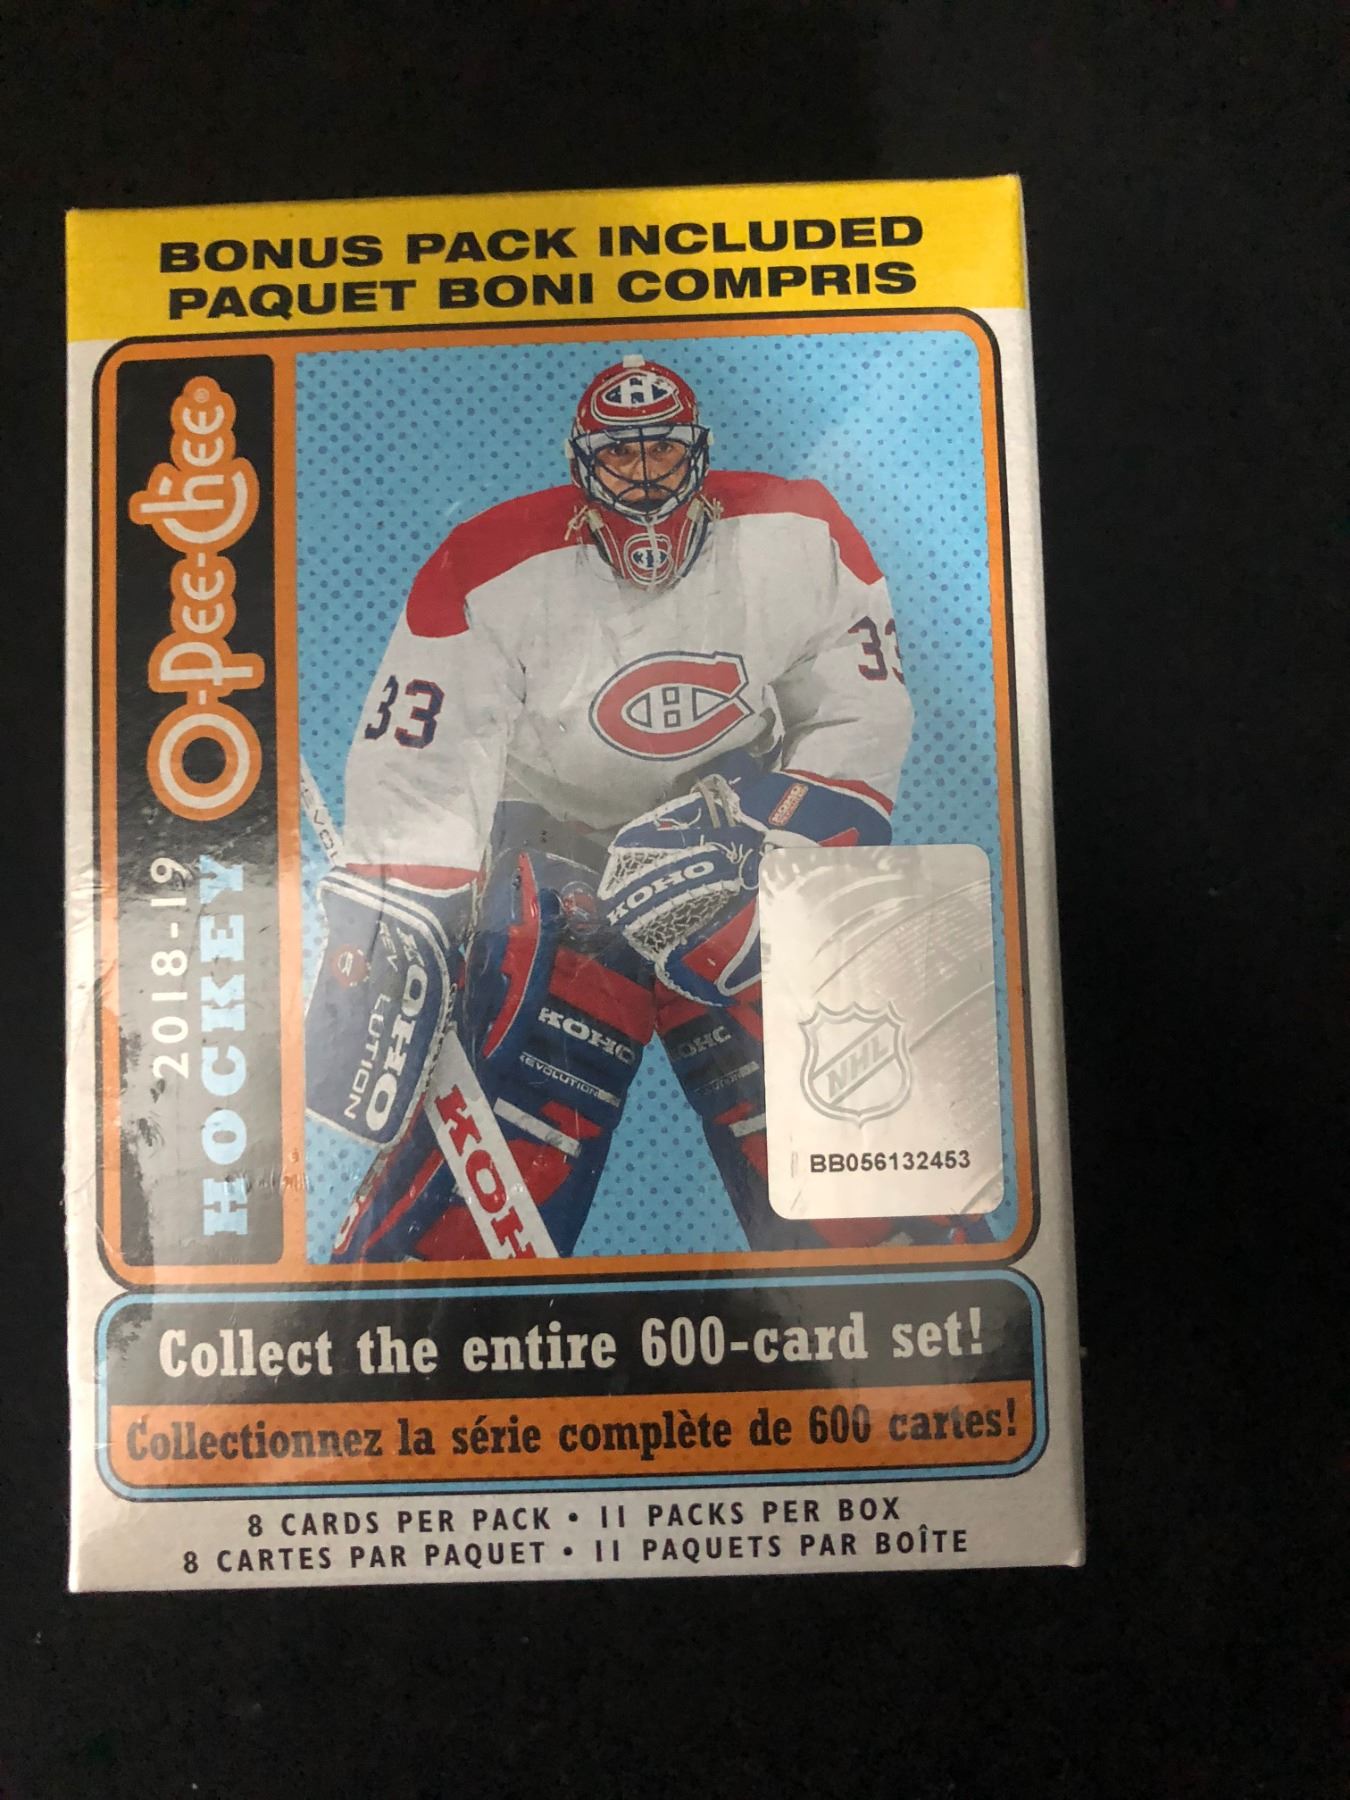 BONUS PACK INCLUDED
PAQUET BONI COMPRIS
O-Pee-Chee®
2018-19
HOCKEY
33
33
KOHO
KOHO
KOHO
REVOLUTION
KOHO
KOHO
NHL
BB056132453
Collect the entire 600-card set!
Collectionnez la série complète de 600 cartes!
8 CARDS PER PACK • 11 PACKS PER BOX
8 CARTES PAR PAQUET • 11 PAQUETS PAR BOÎTE